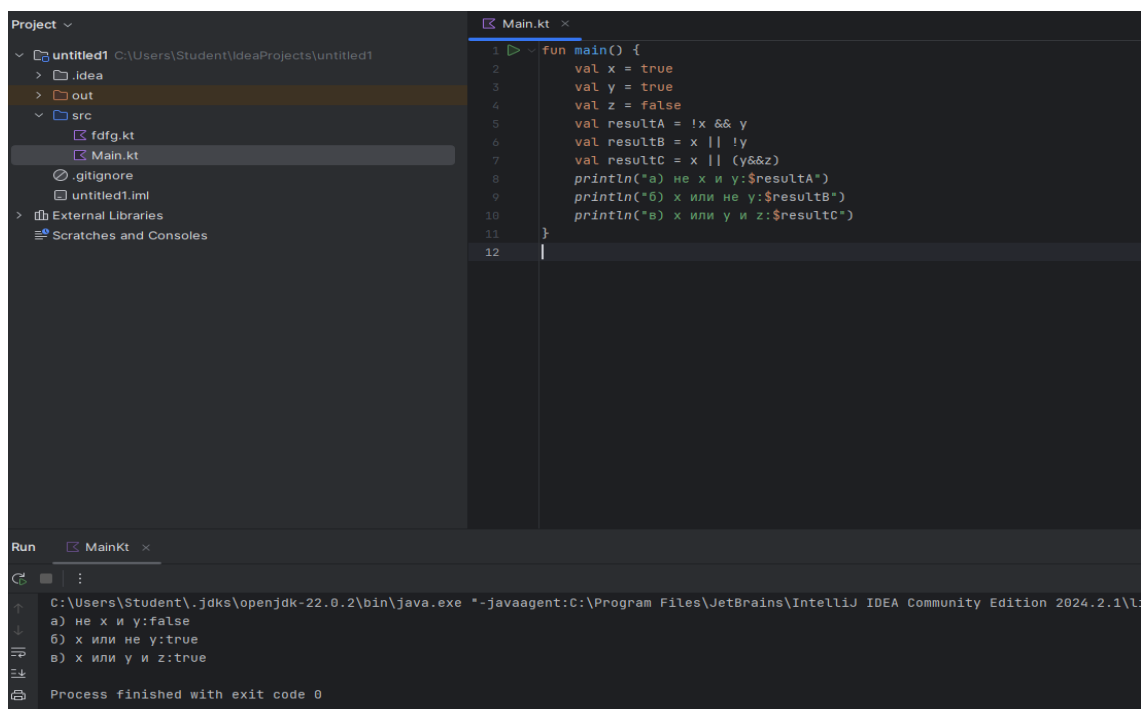 Project
untitled1 C:\Users\Student\IdeaProjects\untitled1
.idea
out
src
fdfg.kt
Main.kt
.gitignore
untitled1.iml
External Libraries
Scratches and Consoles
Main.kt
1 fun main() {
2 val x = true
3 val y = true
4 val z = false
5 val resultA = !x && y
6 val resultB = x || !y
7 val resultC = x || (y&&z)
8 println("а) не x и y:$resultA")
9 println("б) x или не y:$resultB")
10 println("в) x или y и z:$resultC")
11 }
12
Run MainKt
C:\Users\Student\.jdks\openjdk-22.0.2\bin\java.exe "-javaagent:C:\Program Files\JetBrains\IntelliJ IDEA Community Edition 2024.2.1\
а) не x и y:false
б) x или не y:true
в) x или y и z:true
Process finished with exit code 0